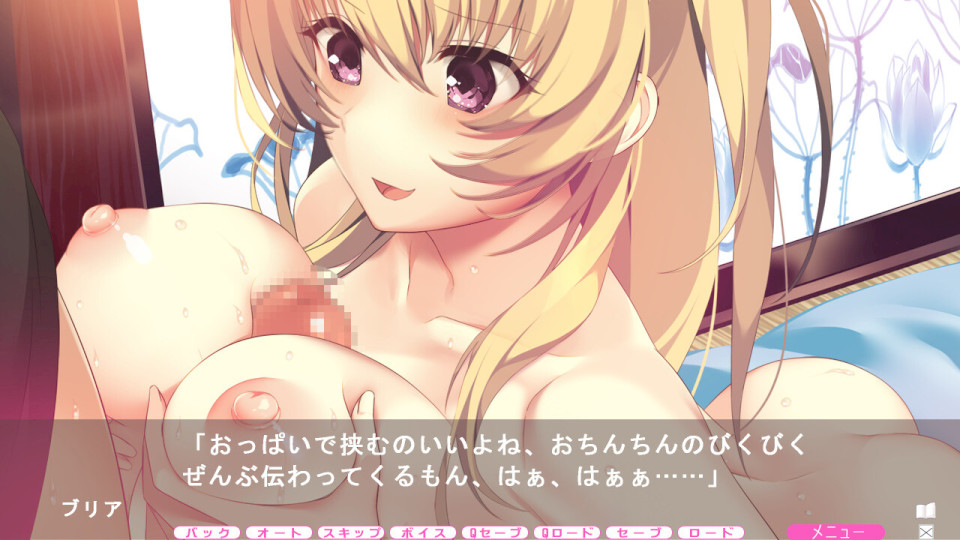 「おっぱいで挟むのいいよね、おちんちんのびくびく
ぜんぶ伝わってくるもん、はぁ、はぁぁ……」
ブリア
バック オート スキップ ボイス Qセーブ Qロード セーブ ロード メニュー